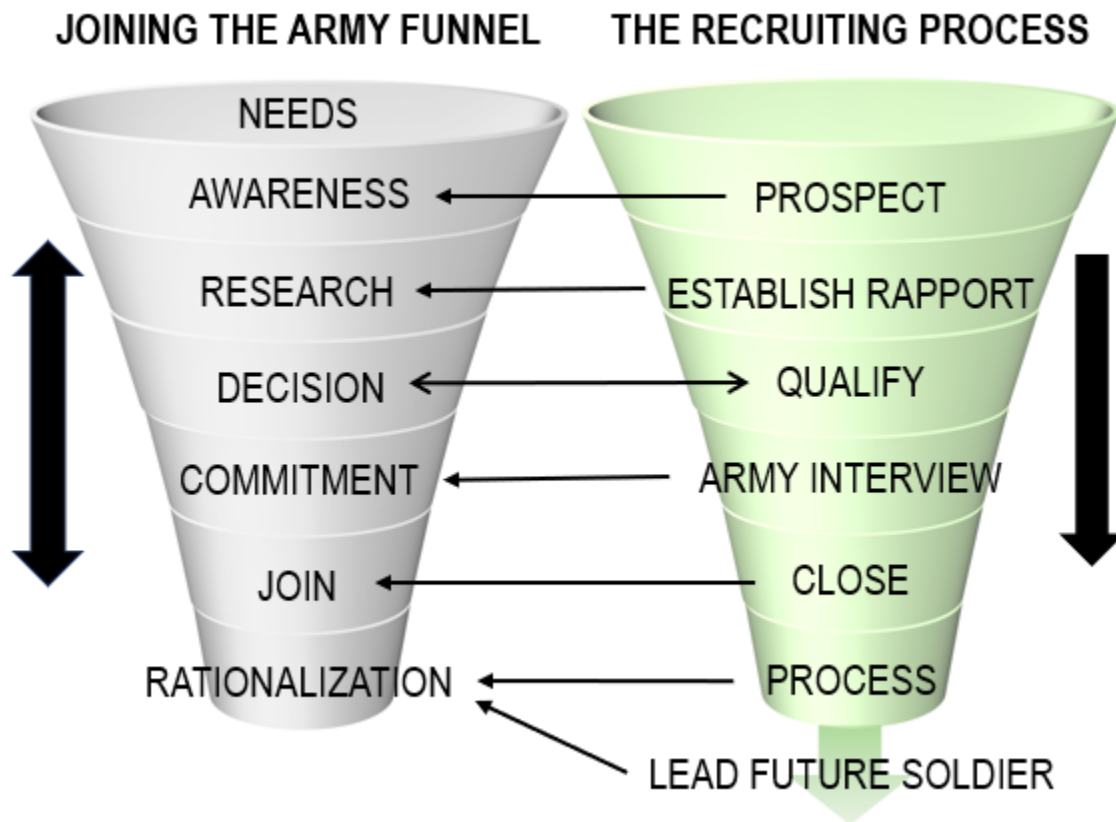 JOINING THE ARMY FUNNEL
THE RECRUITING PROCESS
NEEDS
AWARENESS
PROSPECT
RESEARCH
ESTABLISH RAPPORT
DECISION
QUALIFY
COMMITMENT
ARMY INTERVIEW
JOIN
CLOSE
RATIONALIZATION
PROCESS
LEAD FUTURE SOLDIER